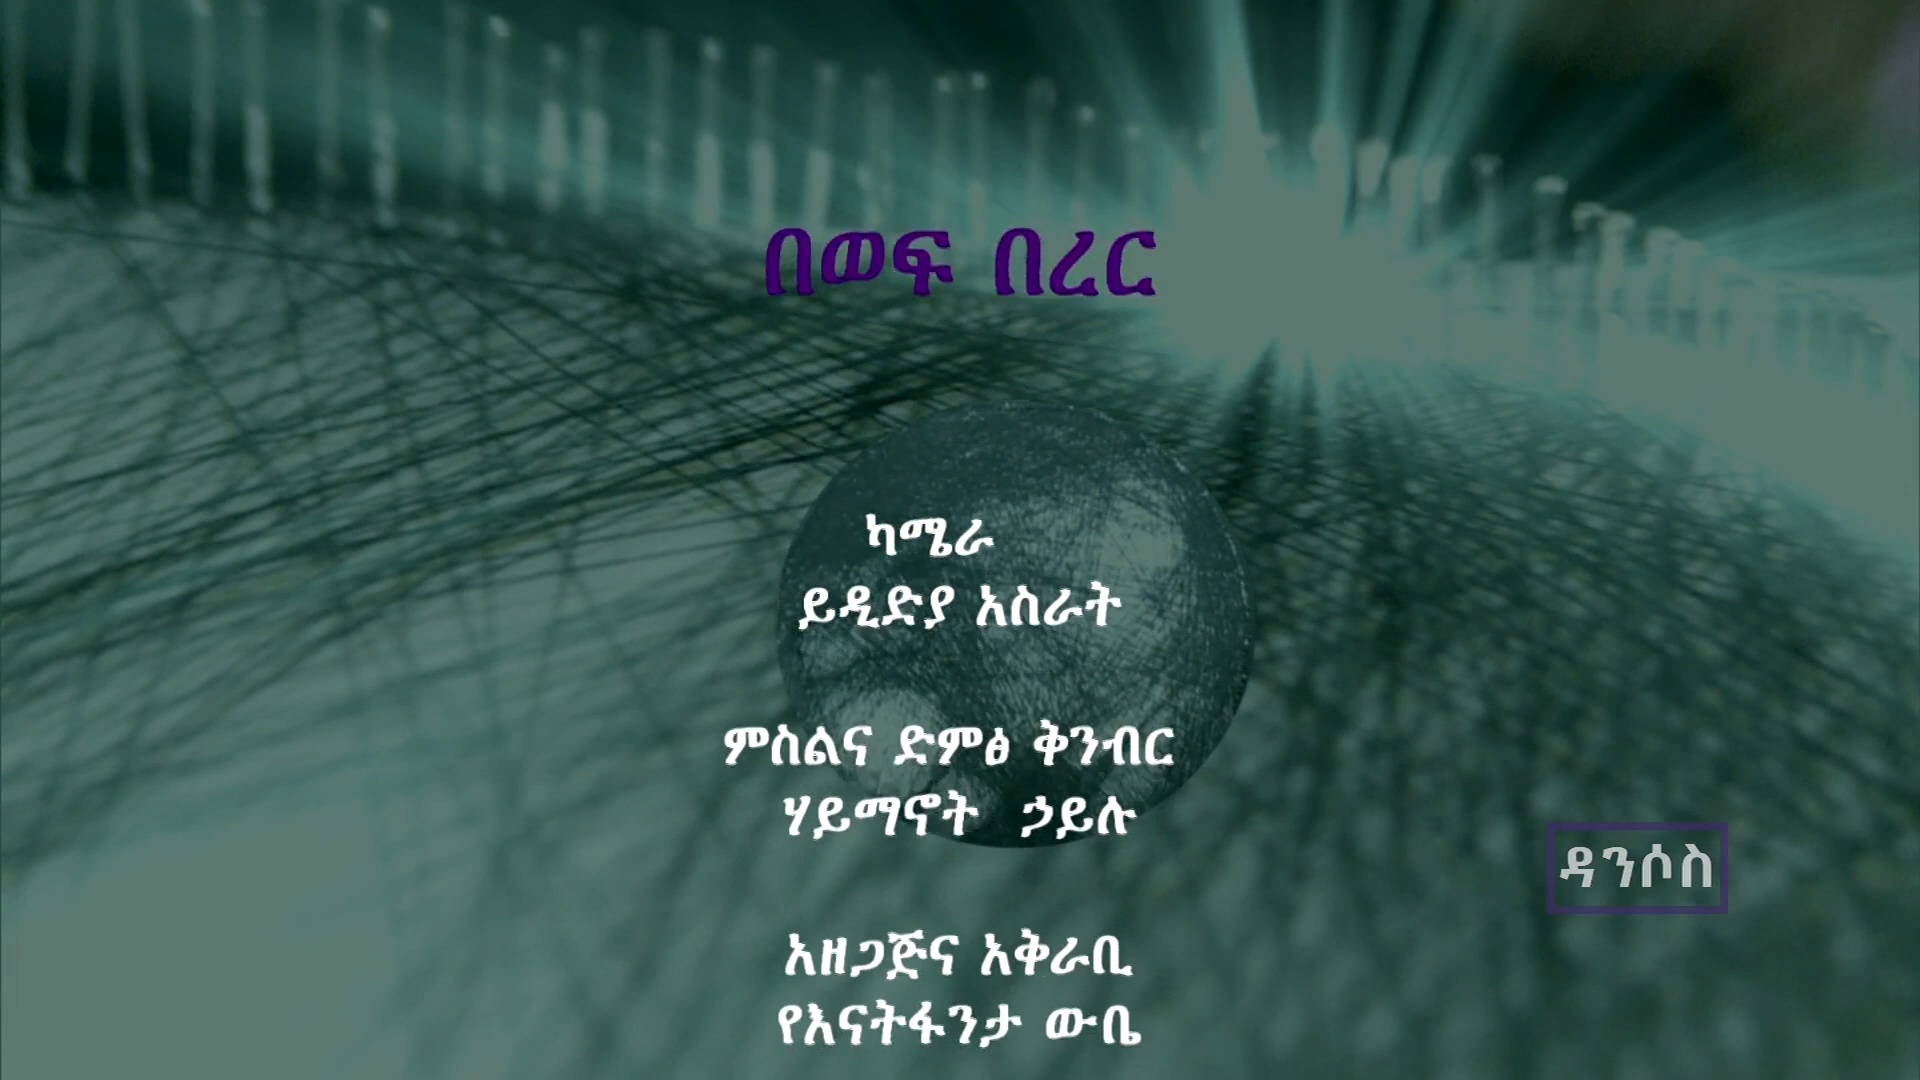 በወፍ በረር
ካሜራ
ይዲድያ አስራት
ምስልና ድምፅ ቅንብር
ሃይማኖት ኃይሉ
ዳንሶስ
አዘጋጅና አቅራቢ
የእናትፋንታ ውቤ